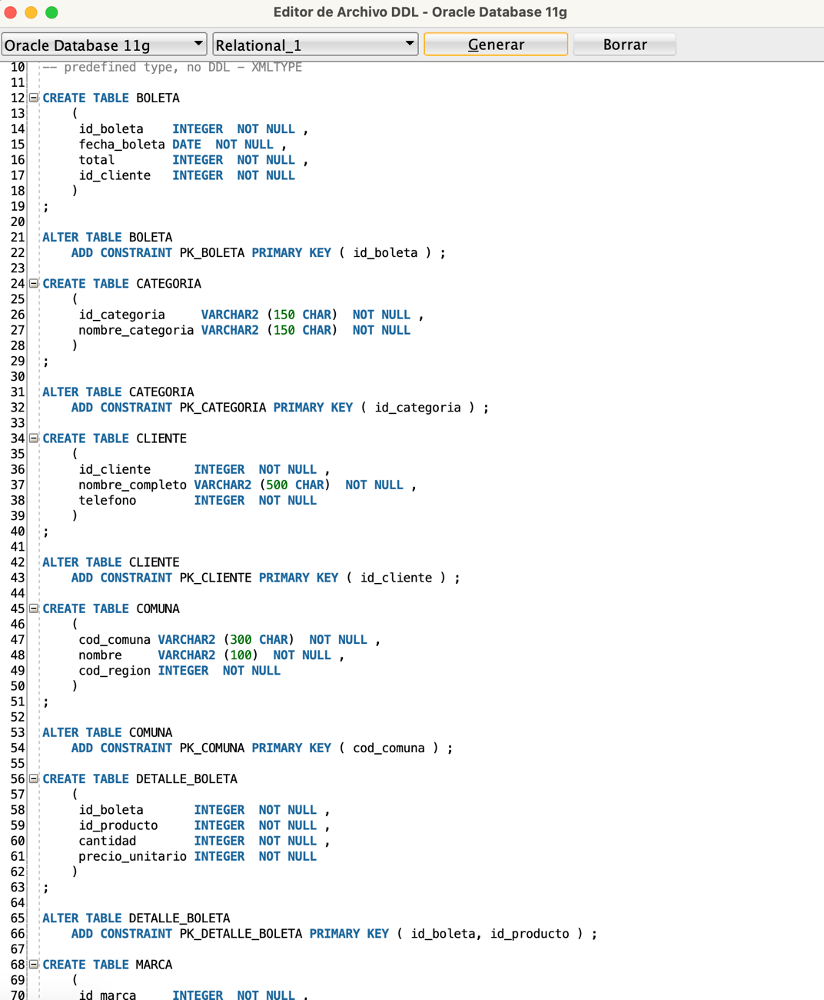 Editor de Archivo DDL - Oracle Database 11g
Oracle Database 11g Relational_1 Generar Borrar
10 -- predefined type, no DDL - XMLTYPE
11
12 CREATE TABLE BOLETA
13 (
14 id_boleta INTEGER NOT NULL ,
15 fecha_boleta DATE NOT NULL ,
16 total INTEGER NOT NULL ,
17 id_cliente INTEGER NOT NULL
18 )
19 ;
20
21 ALTER TABLE BOLETA
22 ADD CONSTRAINT PK_BOLETA PRIMARY KEY ( id_boleta ) ;
23
24 CREATE TABLE CATEGORIA
25 (
26 id_categoria VARCHAR2 (150 CHAR) NOT NULL ,
27 nombre_categoria VARCHAR2 (150 CHAR) NOT NULL
28 )
29 ;
30
31 ALTER TABLE CATEGORIA
32 ADD CONSTRAINT PK_CATEGORIA PRIMARY KEY ( id_categoria ) ;
33
34 CREATE TABLE CLIENTE
35 (
36 id_cliente INTEGER NOT NULL ,
37 nombre_completo VARCHAR2 (500 CHAR) NOT NULL ,
38 telefono INTEGER NOT NULL
39 )
40 ;
41
42 ALTER TABLE CLIENTE
43 ADD CONSTRAINT PK_CLIENTE PRIMARY KEY ( id_cliente ) ;
44
45 CREATE TABLE COMUNA
46 (
47 cod_comuna VARCHAR2 (300 CHAR) NOT NULL ,
48 nombre VARCHAR2 (100) NOT NULL ,
49 cod_region INTEGER NOT NULL
50 )
51 ;
52
53 ALTER TABLE COMUNA
54 ADD CONSTRAINT PK_COMUNA PRIMARY KEY ( cod_comuna ) ;
55
56 CREATE TABLE DETALLE_BOLETA
57 (
58 id_boleta INTEGER NOT NULL ,
59 id_producto INTEGER NOT NULL ,
60 cantidad INTEGER NOT NULL ,
61 precio_unitario INTEGER NOT NULL
62 )
63 ;
64
65 ALTER TABLE DETALLE_BOLETA
66 ADD CONSTRAINT PK_DETALLE_BOLETA PRIMARY KEY ( id_boleta, id_producto ) ;
67
68 CREATE TABLE MARCA
69 (
70 id_marca INTEGER NOT NULL ,